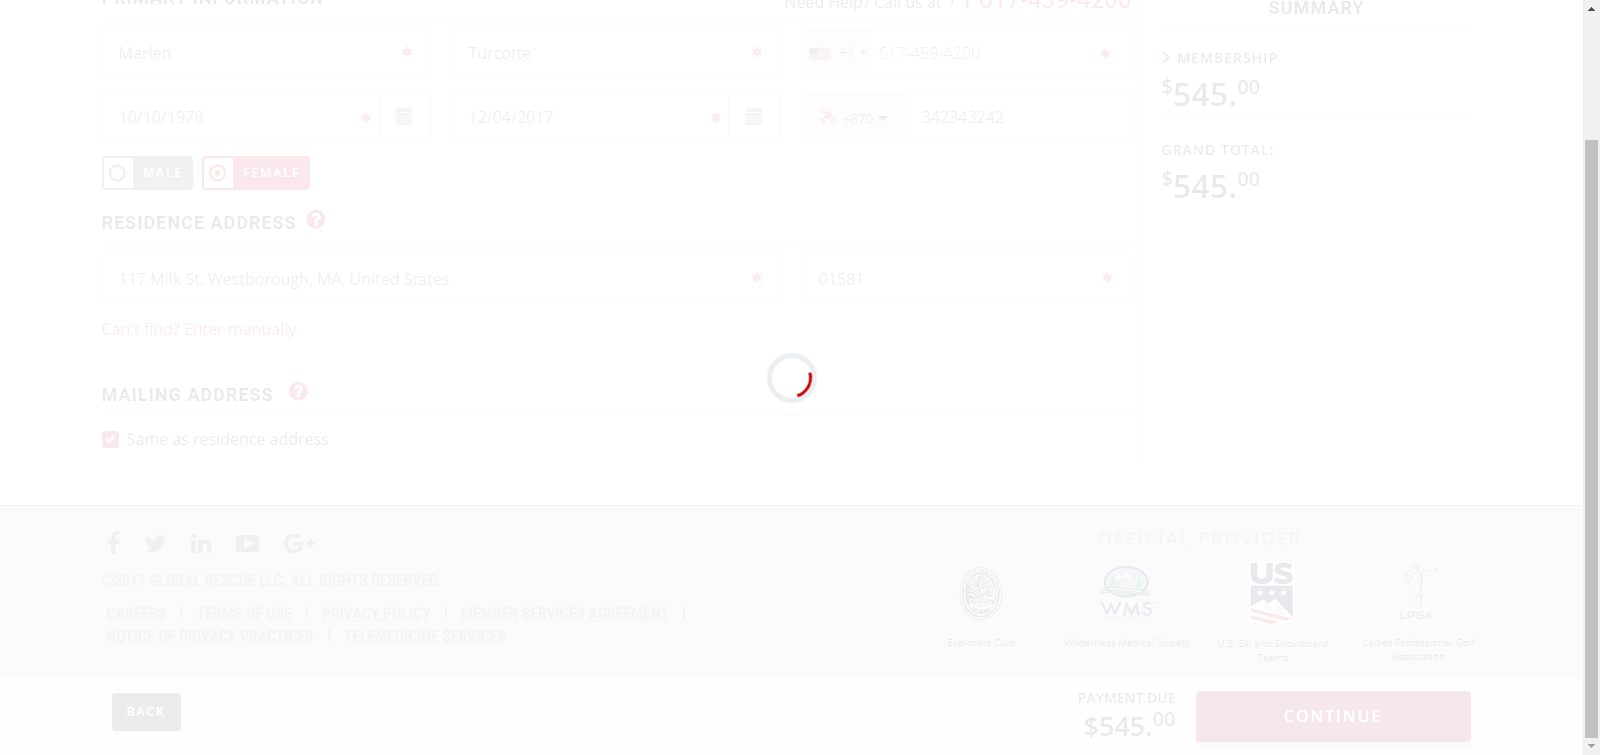 PRIMARY INFORMATION
Need Help? Call us at +1 617-459-4200
Marlen
Turcotte
+1
617-459-4200
10/10/1978
12/04/2017
+870
342343242
MALE
FEMALE
RESIDENCE ADDRESS
117 Milk St, Westborough, MA, United States
01581
Can't find? Enter manually.
MAILING ADDRESS
Same as residence address
SUMMARY
MEMBERSHIP
$545.00
GRAND TOTAL:
$545.00
©2017 GLOBAL RESCUE LLC. ALL RIGHTS RESERVED.
CAREERS | TERMS OF USE | PRIVACY POLICY | MEMBER SERVICES AGREEMENT |
NOTICE OF PRIVACY PRACTICES | TELEMEDICINE SERVICES
OFFICIAL PROVIDER
WMS
US
LPGA
Explorers Club
Wilderness Medical Society
U.S. Ski and Snowboard
Teams
Ladies Professional Golf
Association
BACK
PAYMENT DUE
$545.00
CONTINUE